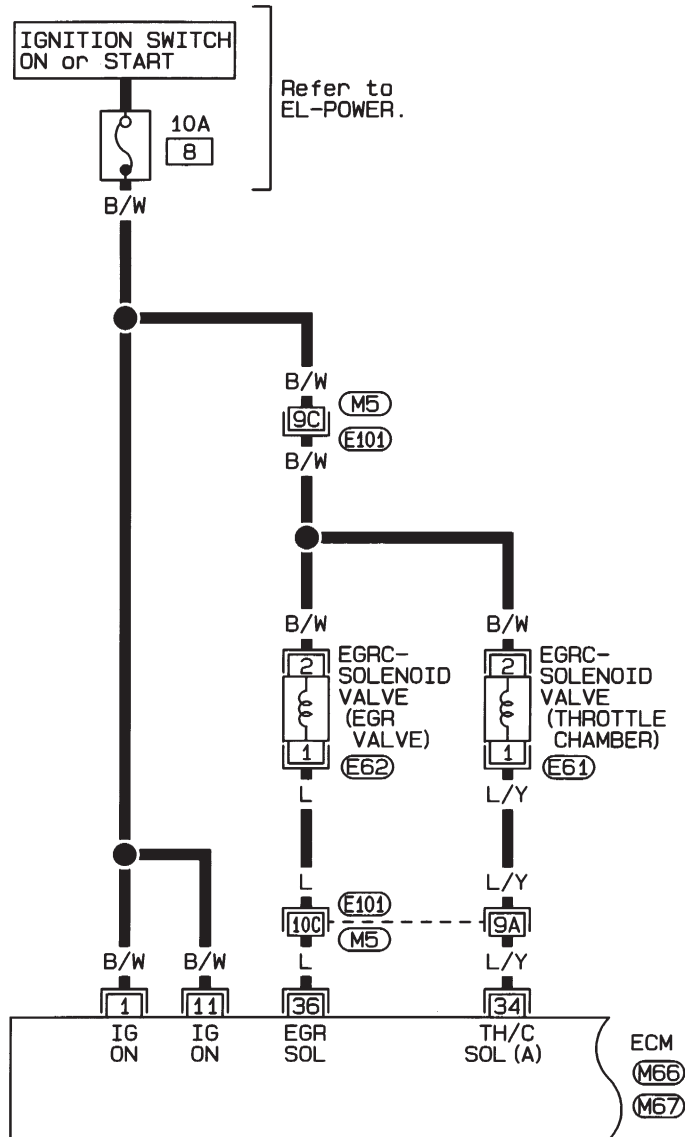 IGNITION SWITCH
ON or START
Refer to
EL-POWER.
10A
8
B/W
B/W
M5
9C
E101
B/W
B/W
B/W
2
EGRC-
SOLENOID
VALVE
(EGR
VALVE)
1
E62
2
EGRC-
SOLENOID
VALVE
(THROTTLE
CHAMBER)
1
E61
L
L/Y
L
L/Y
E101
10C
M5
9A
B/W
B/W
L
L/Y
1
11
36
34
IG
ON
IG
ON
EGR
SOL
TH/C
SOL (A)
ECM
M66
M67